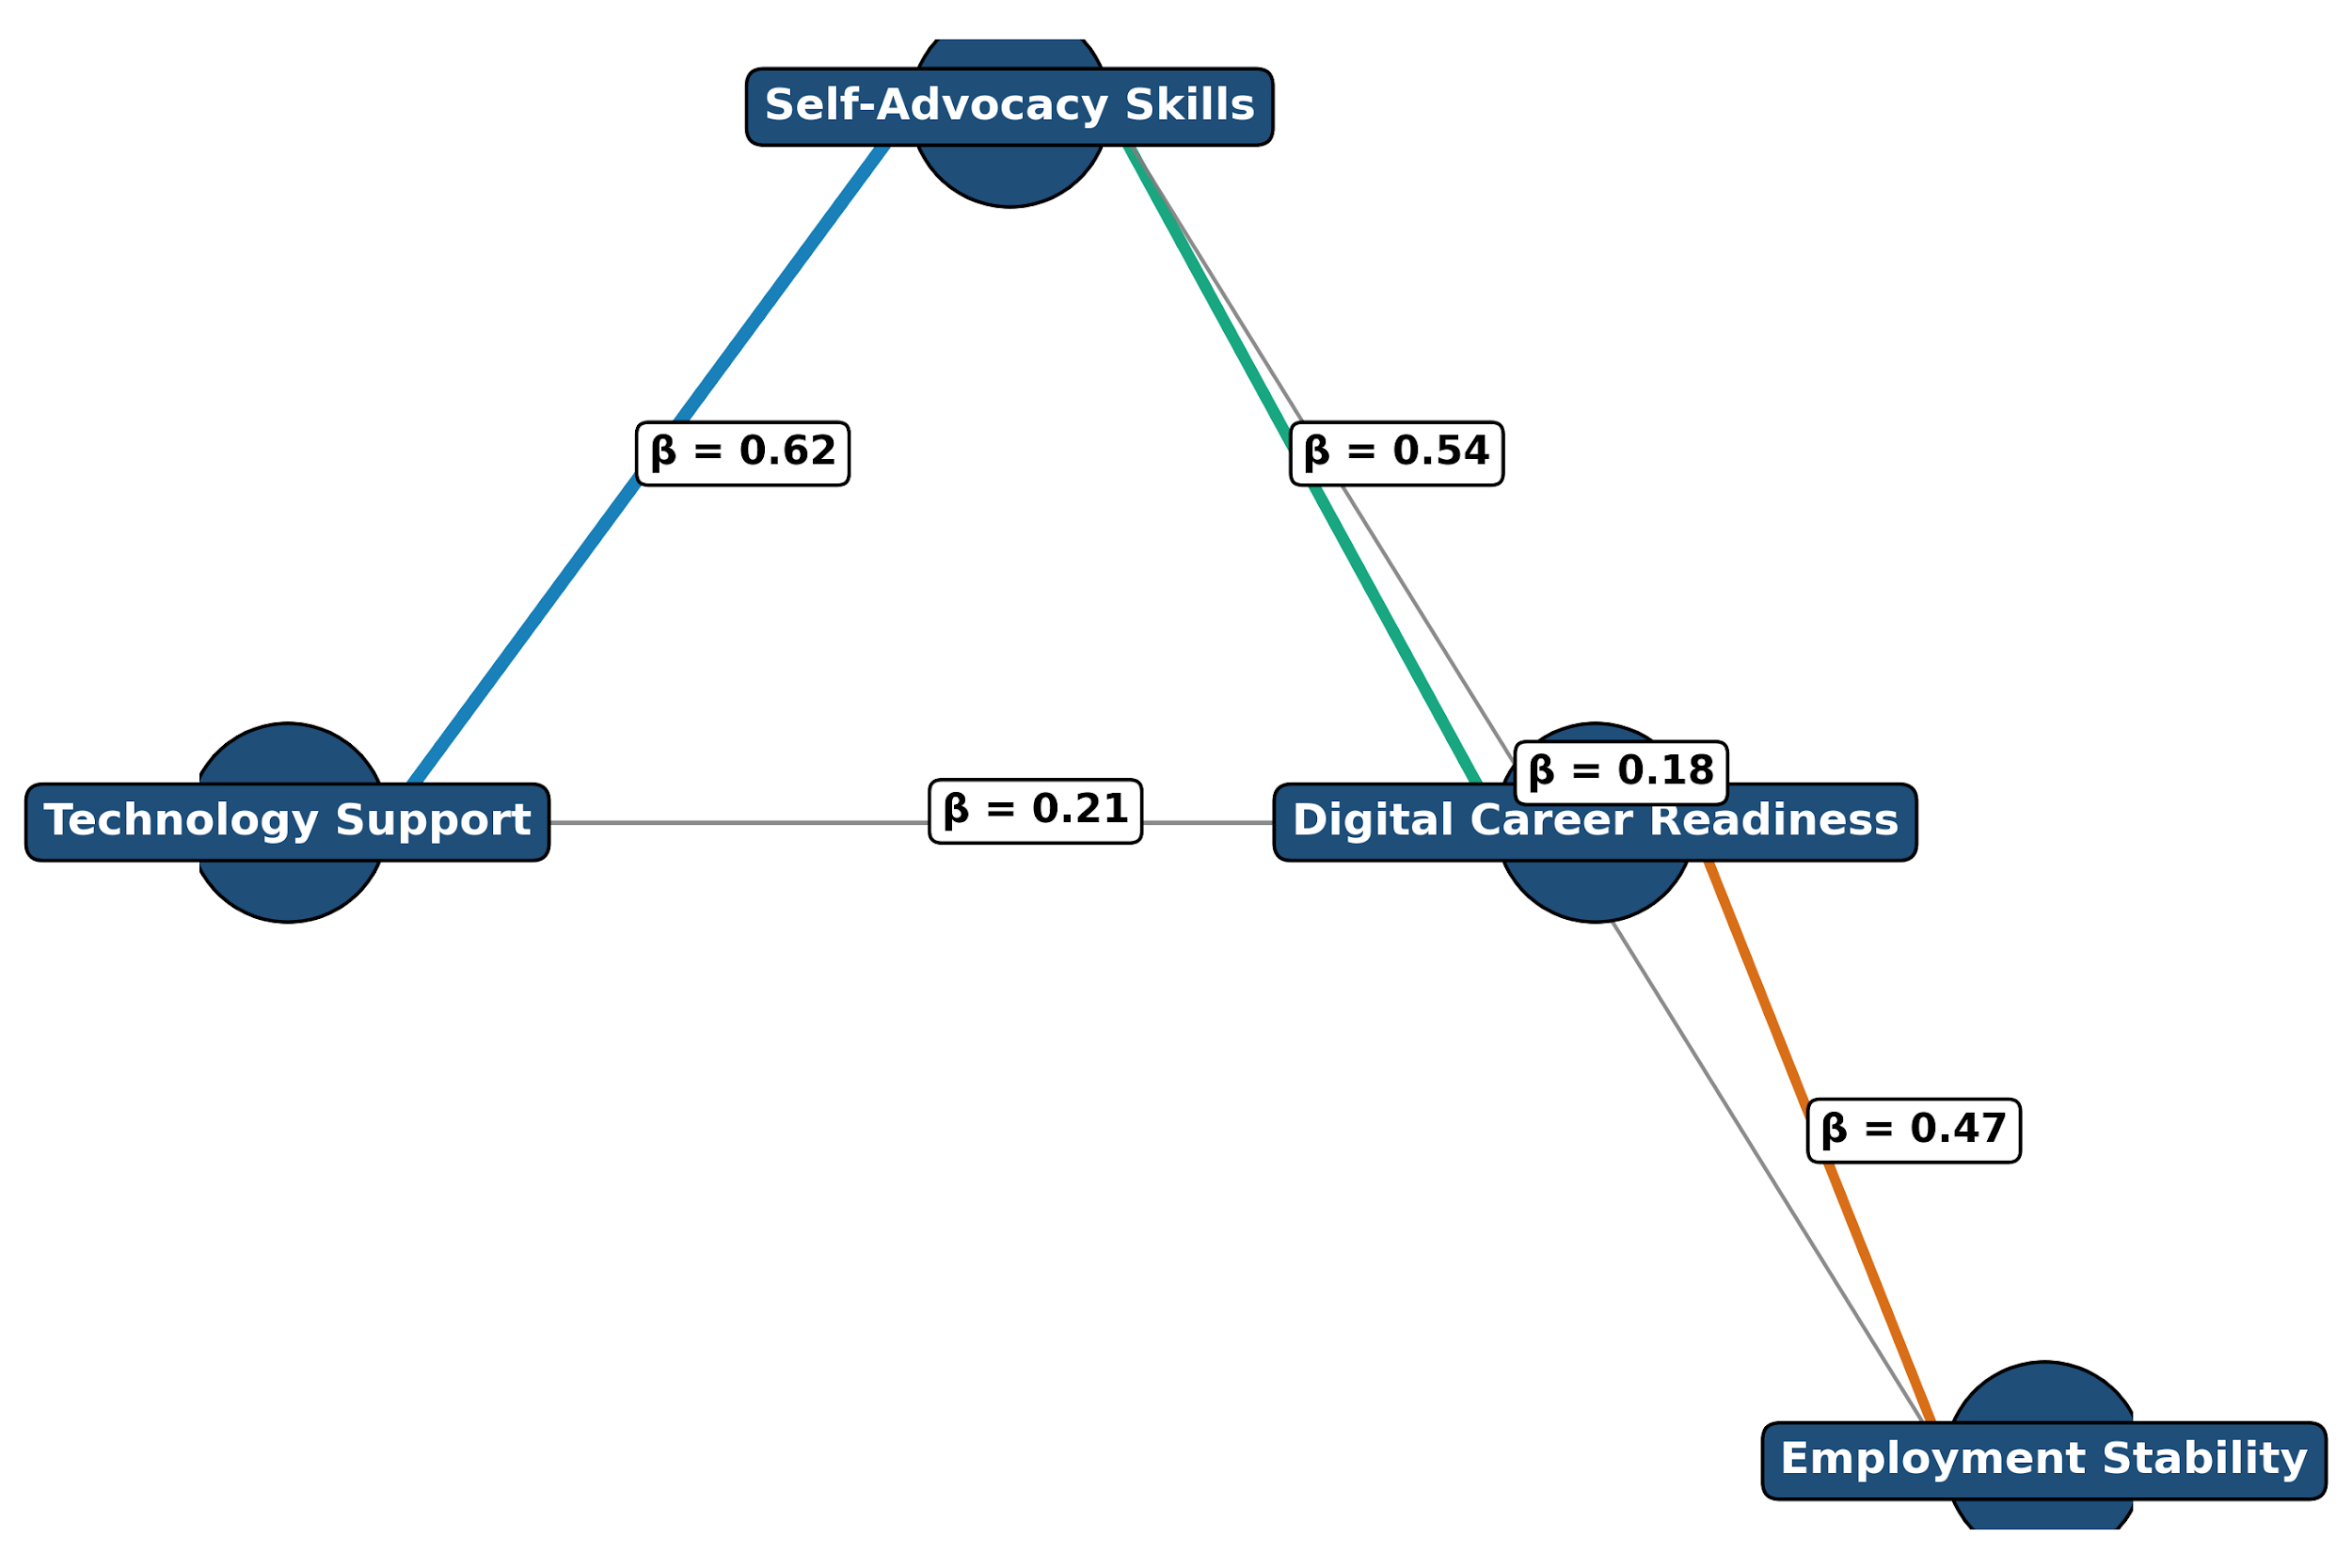 Self-Advocacy Skills
β = 0.62
β = 0.54
β = 0.18
Technology Support
β = 0.21
Digital Career Readiness
β = 0.47
Employment Stability